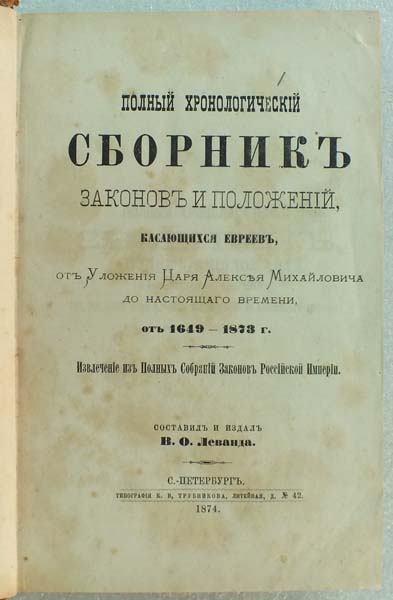 ПОЛНЫЙ ХРОНОЛОГИЧЕСКІЙ
СБОРНИКЪ
ЗАКОНОВЪ И ПОЛОЖЕНІЙ,
КАСАЮЩИХСЯ ЕВРЕЕВЪ,
ОТЪ УЛОЖЕНІЯ ЦАРЯ АЛЕКСѢЯ МИХАЙЛОВИЧА
ДО НАСТОЯЩАГО ВРЕМЕНИ,
отъ 1649 — 1873 г.
Извлеченіе изъ Полныхъ Собраній Законовъ Россійской Имперіи.
СОСТАВИЛЪ И ИЗДАЛЪ
В. О. Леванда.
С.-ПЕТЕРБУРГЪ.
ТИПОГРАФІЯ К. В, ТРУБНИКОВА, ЛИТЕЙНАЯ, Д. № 42.
1874.